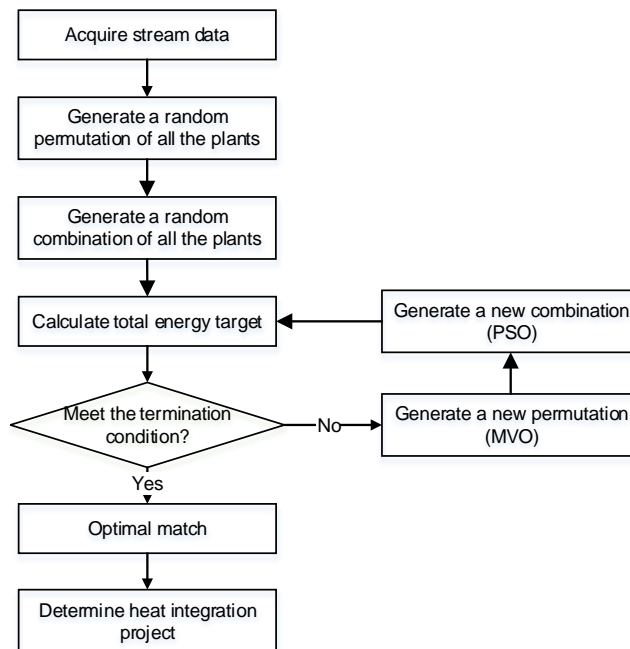 Acquire stream data
Generate a random
permutation of all the plants
Generate a random
combination of all the plants
Calculate total energy target
Generate a new combination
(PSO)
Meet the termination
condition?
No
Generate a new permutation
(MVO)
Yes
Optimal match
Determine heat integration
project